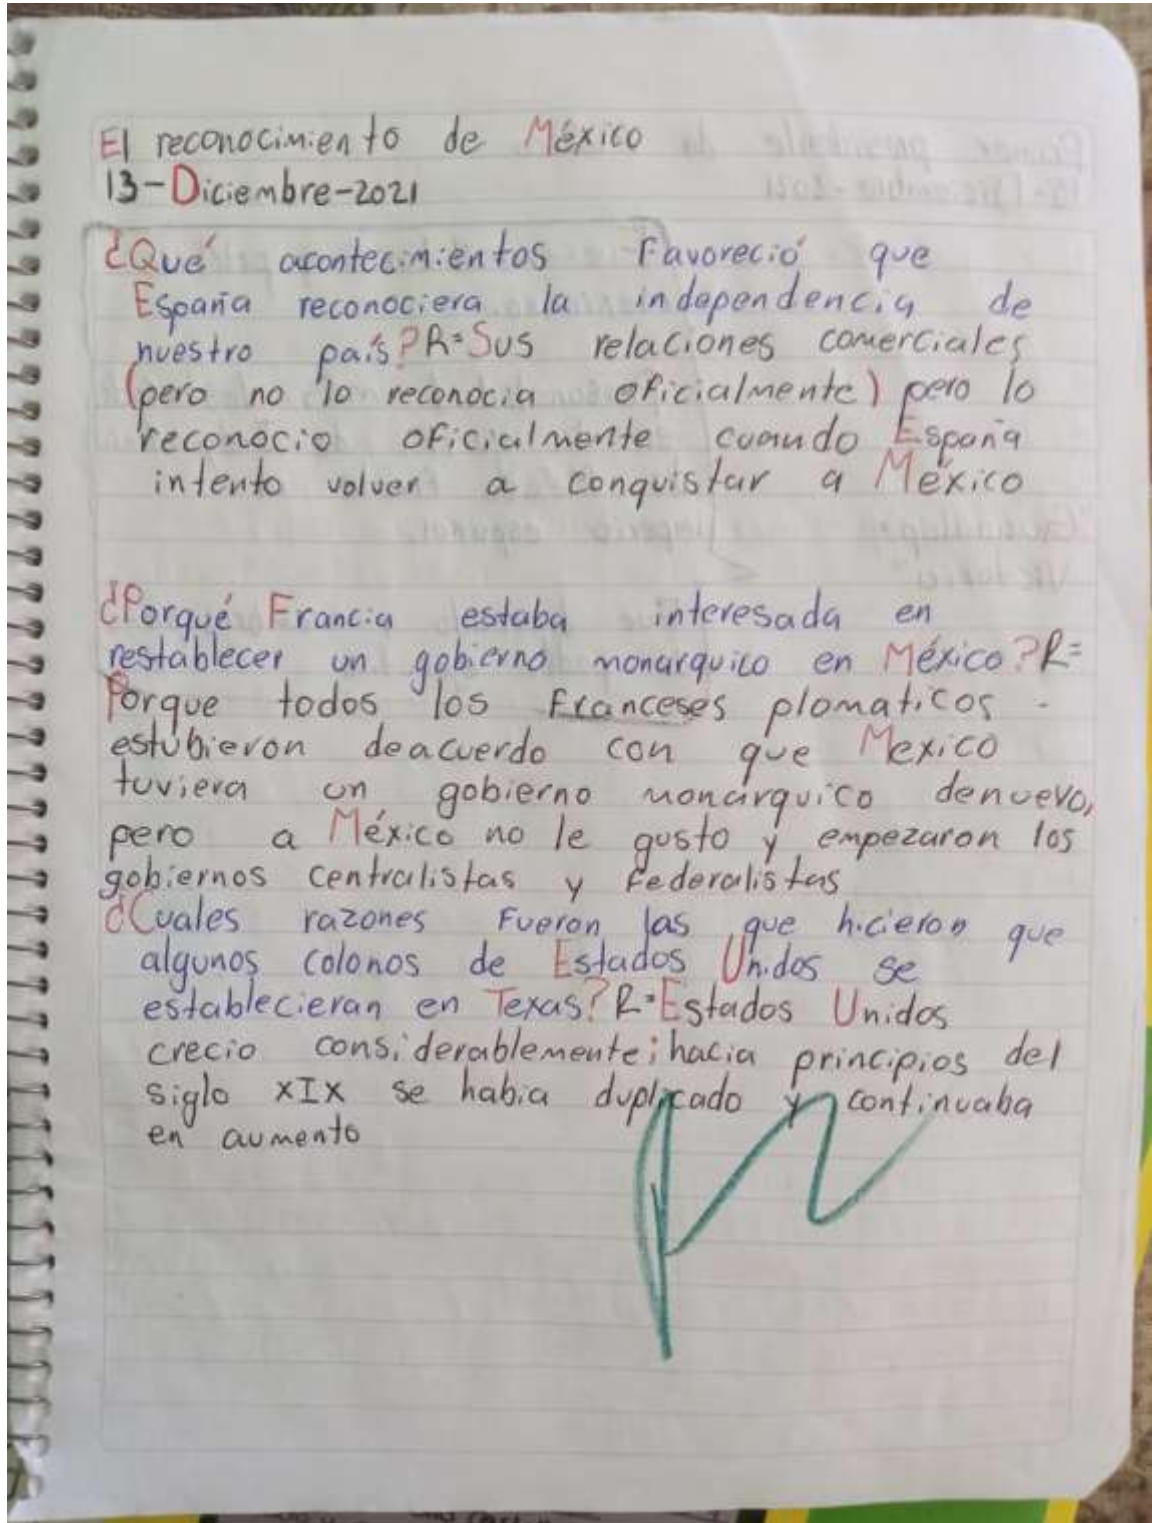 El reconocimiento de México
13-Diciembre-2021
¿Qué acontecimientos Favoreció que
España reconociera la independencia de
nuestro país? R=Sus relaciones comerciales
(pero no lo reconocia oficialmente) pero lo
reconocio oficialmente cuando España
intento volver a conquistar a México
¿Porqué Francia estaba interesada en
restablecer un gobierno monarquico en México? R=
Porque todos los Franceses plomaticos
estubieron deacuerdo con que Mexico
tuviera un gobierno monárquico denuevo,
pero a México no le gusto y empezaron los
gobiernos centralistas y Federalistas
¿Cuales razones Fueron las que hicieron que
algunos colonos de Estados Unidos se
establecieran en Texas? R=Estados Unidos
crecio considerablemente; hacia principios del
siglo XIX se habia duplicado y continuaba
en aumento